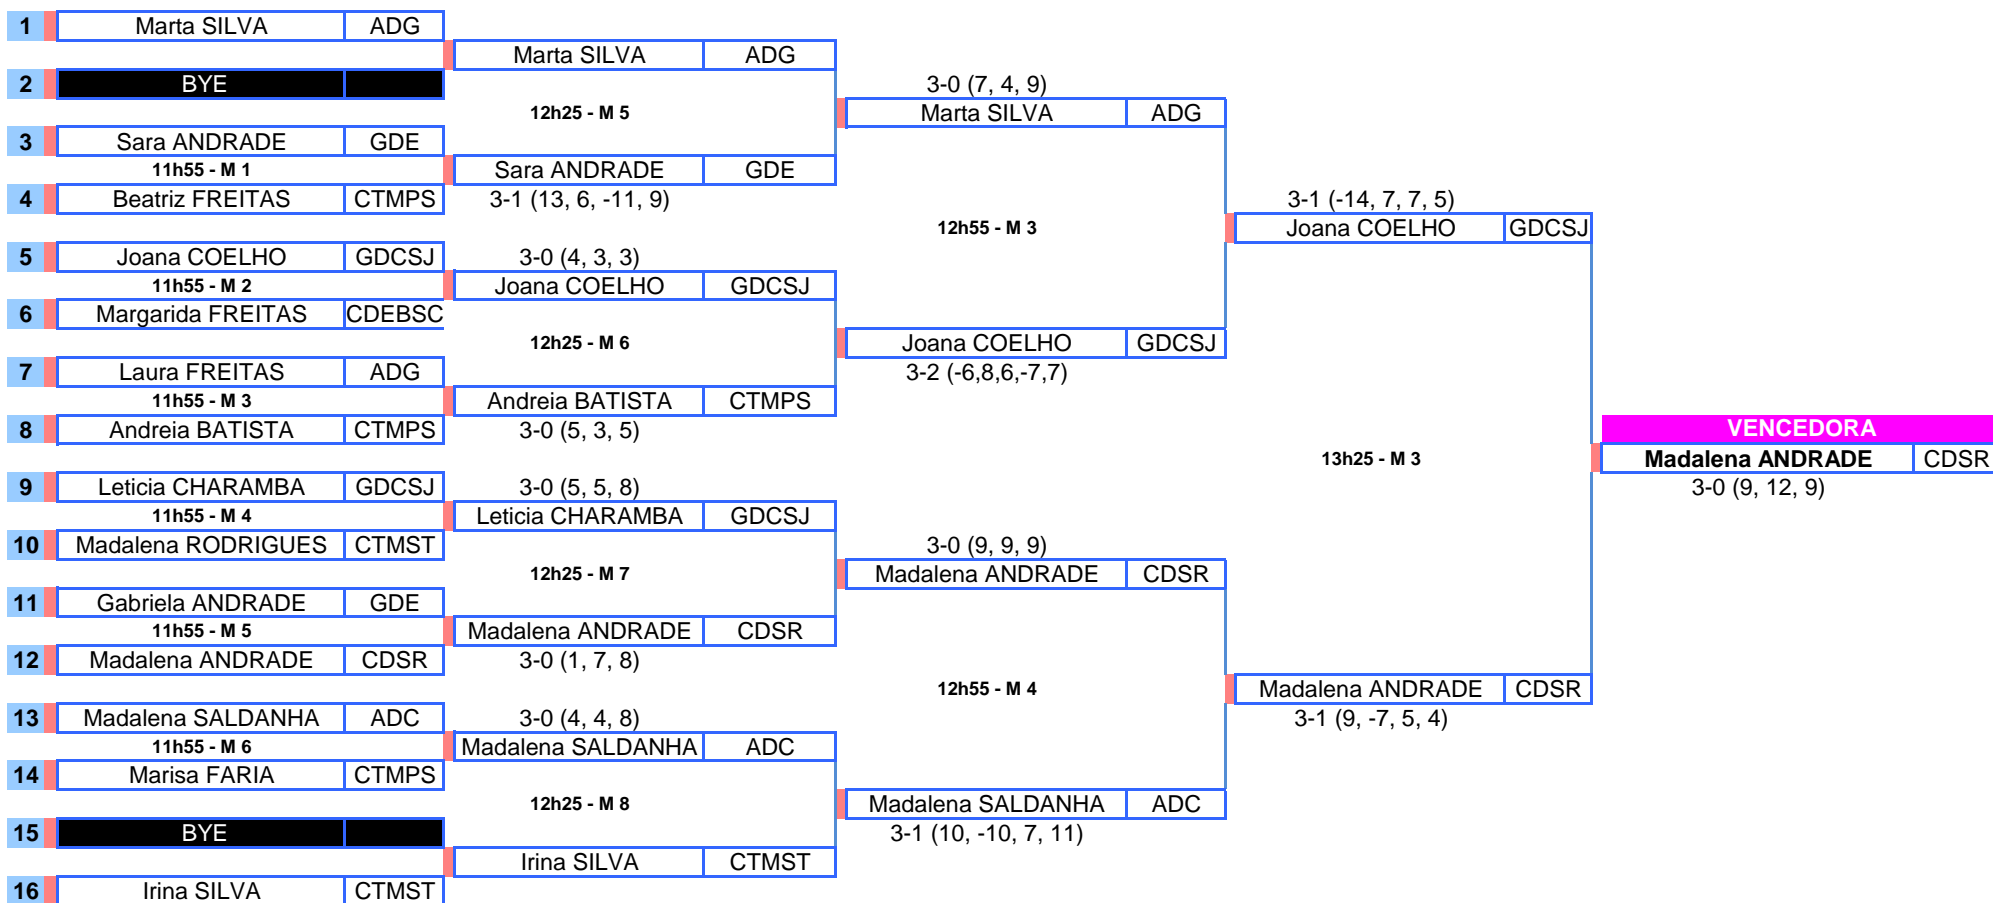 1 Marta SILVA ADG
Marta SILVA ADG
2 BYE 3-0 (7, 4, 9)
12h25 - M 5 Marta SILVA ADG
3 Sara ANDRADE GDE
11h55 - M 1 Sara ANDRADE GDE
4 Beatriz FREITAS CTMPS 3-1 (13, 6, -11, 9) 3-1 (-14, 7, 7, 5)
12h55 - M 3 Joana COELHO GDCSJ
5 Joana COELHO GDCSJ 3-0 (4, 3, 3)
11h55 - M 2 Joana COELHO GDCSJ
6 Margarida FREITAS CDEBSC
12h25 - M 6 Joana COELHO GDCSJ
7 Laura FREITAS ADG 3-2 (-6,8,6,-7,7)
11h55 - M 3 Andreia BATISTA CTMPS
8 Andreia BATISTA CTMPS 3-0 (5, 3, 5) VENCEDORA
13h25 - M 3 Madalena ANDRADE CDSR
9 Leticia CHARAMBA GDCSJ 3-0 (5, 5, 8) 3-0 (9, 12, 9)
11h55 - M 4 Leticia CHARAMBA GDCSJ
10 Madalena RODRIGUES CTMST 3-0 (9, 9, 9)
12h25 - M 7 Madalena ANDRADE CDSR
11 Gabriela ANDRADE GDE
11h55 - M 5 Madalena ANDRADE CDSR
12 Madalena ANDRADE CDSR 3-0 (1, 7, 8)
12h55 - M 4 Madalena ANDRADE CDSR
13 Madalena SALDANHA ADC 3-0 (4, 4, 8) 3-1 (9, -7, 5, 4)
11h55 - M 6 Madalena SALDANHA ADC
14 Marisa FARIA CTMPS
12h25 - M 8 Madalena SALDANHA ADC
15 BYE 3-1 (10, -10, 7, 11)
Irina SILVA CTMST
16 Irina SILVA CTMST